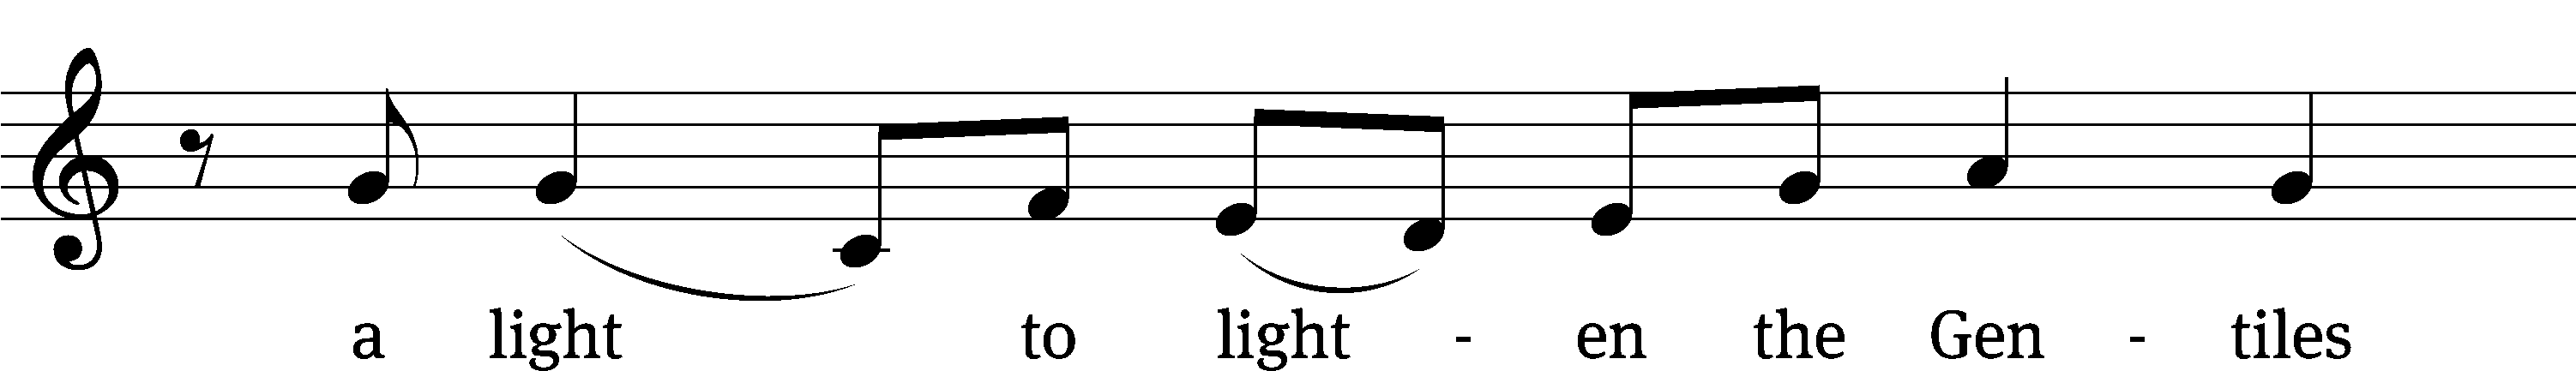 a light to light - en the Gen - tiles